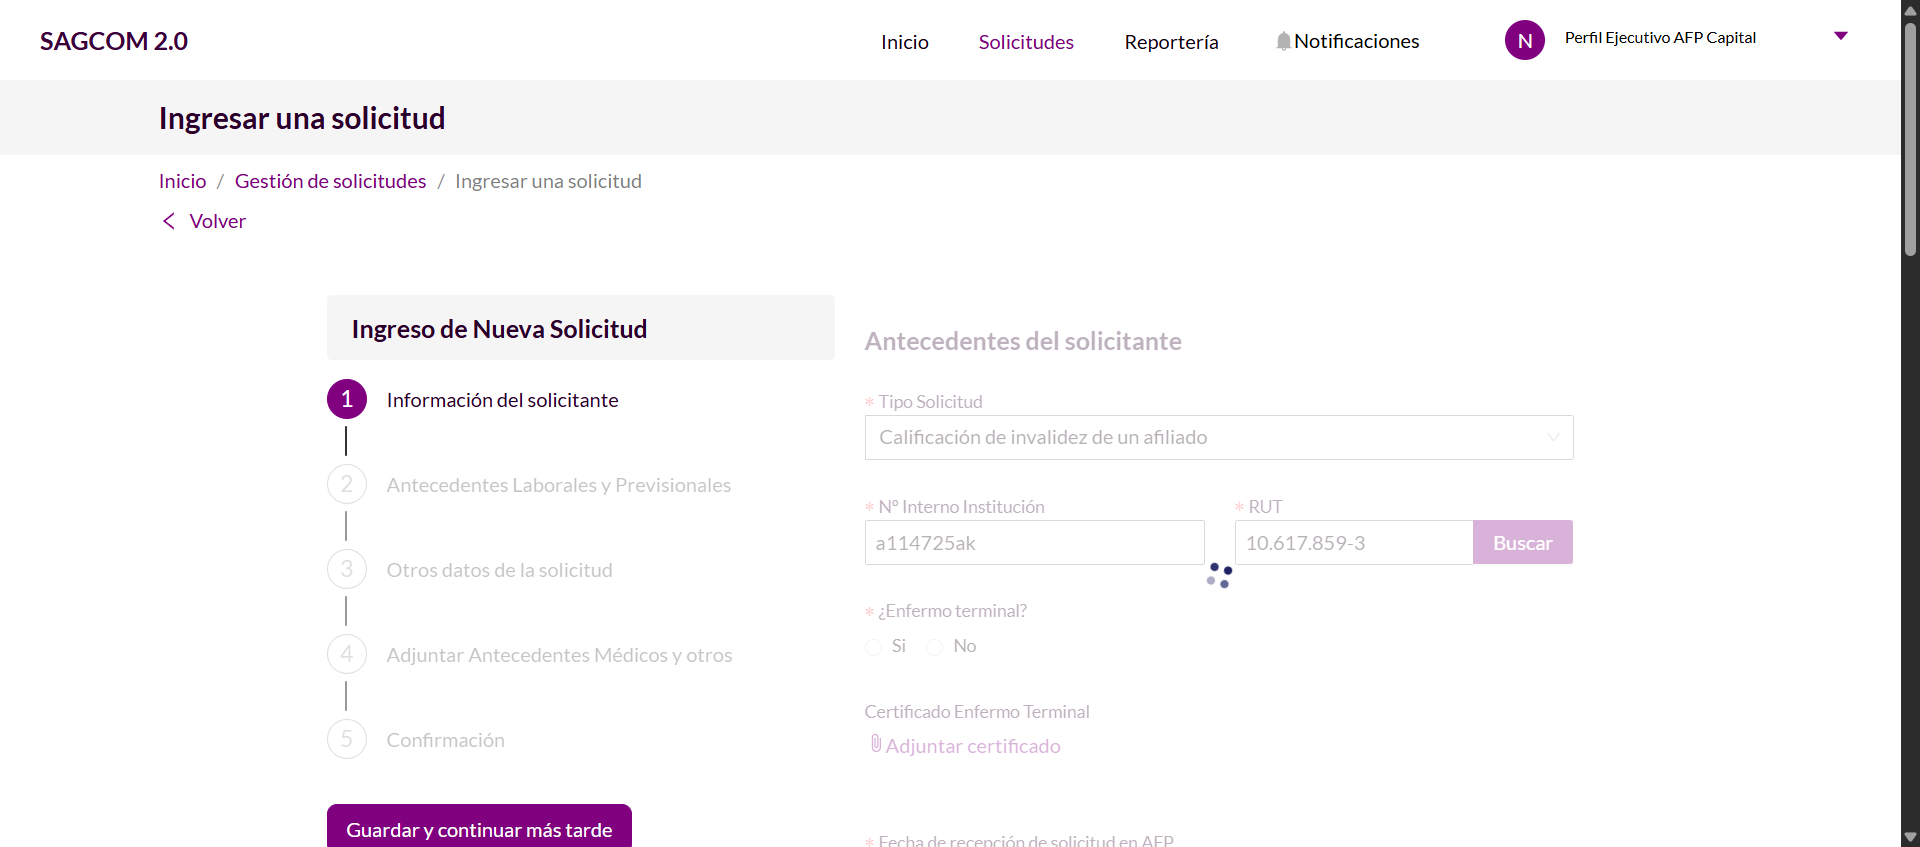 SAGCOM 2.0
Inicio
Solicitudes
Reportería
Notificaciones
N
Perfil Ejecutivo AFP Capital
Ingresar una solicitud
Inicio / Gestión de solicitudes / Ingresar una solicitud
Volver
Ingreso de Nueva Solicitud
1 Información del solicitante
2 Antecedentes Laborales y Previsionales
3 Otros datos de la solicitud
4 Adjuntar Antecedentes Médicos y otros
5 Confirmación
Guardar y continuar más tarde
Antecedentes del solicitante
* Tipo Solicitud
Calificación de invalidez de un afiliado
* Nº Interno Institución
a114725ak
* RUT
10.617.859-3
Buscar
* ¿Enfermo terminal?
Si
No
Certificado Enfermo Terminal
Adjuntar certificado
* Fecha de recepción de solicitud en AFP